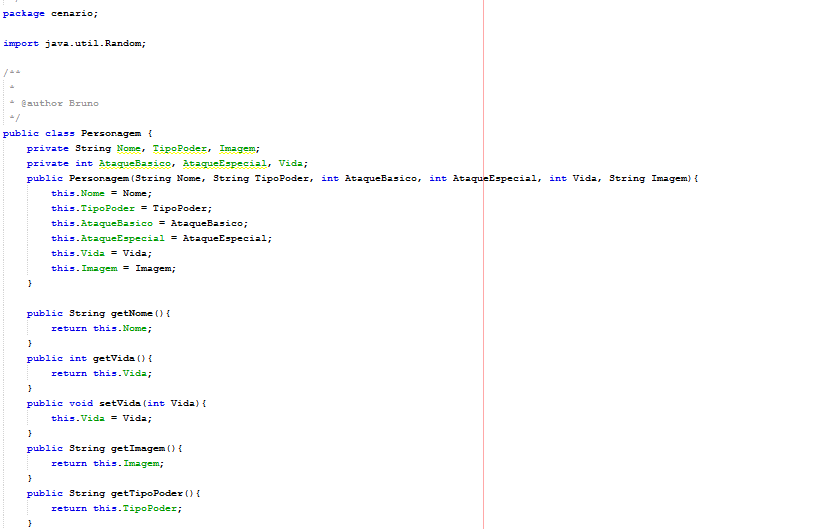 package cenario;
import java.util.Random;
/**
*
* @author Bruno
*/
public class Personagem {
private String Nome, TipoPoder, Imagem;
private int AtaqueBasico, AtaqueEspecial, Vida;
public Personagem(String Nome, String TipoPoder, int AtaqueBasico, int AtaqueEspecial, int Vida, String Imagem){
this.Nome = Nome;
this.TipoPoder = TipoPoder;
this.AtaqueBasico = AtaqueBasico;
this.AtaqueEspecial = AtaqueEspecial;
this.Vida = Vida;
this.Imagem = Imagem;
}
public String getNome(){
return this.Nome;
}
public int getVida(){
return this.Vida;
}
public void setVida(int Vida){
this.Vida = Vida;
}
public String getImagem(){
return this.Imagem;
}
public String getTipoPoder(){
return this.TipoPoder;
}